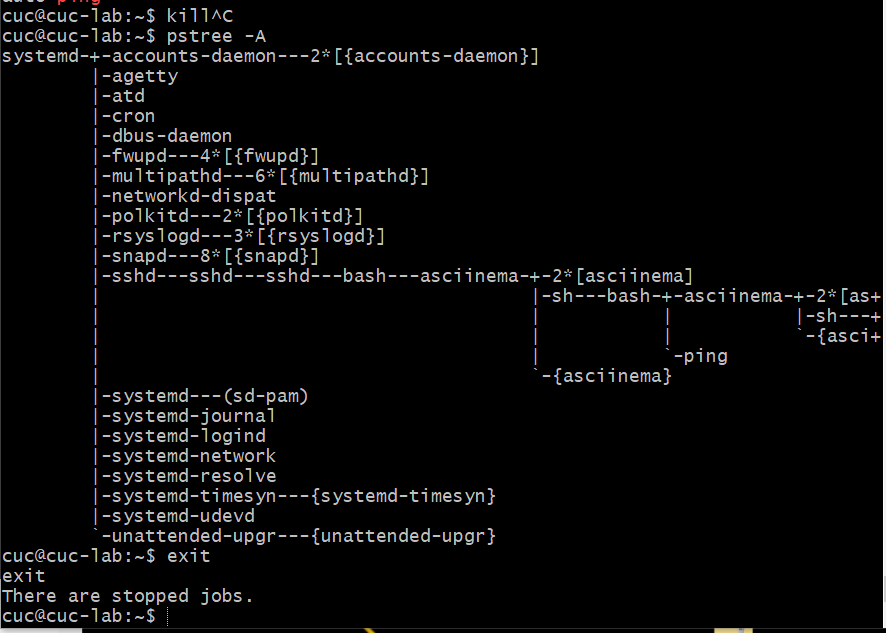 cuc@cuc-lab:~$ kill^C
cuc@cuc-lab:~$ pstree -A
systemd-+-accounts-daemon---2*[{accounts-daemon}]
        |-agetty
        |-atd
        |-cron
        |-dbus-daemon
        |-fwupd---4*[{fwupd}]
        |-multipathd---6*[{multipathd}]
        |-networkd-dispat
        |-polkitd---2*[{polkitd}]
        |-rsyslogd---3*[{rsyslogd}]
        |-snapd---8*[{snapd}]
        |-sshd---sshd---sshd---bash---asciinema-+-2*[asciinema]
        |                                       |-sh---bash-+-asciinema-+-2*[as+
        |                                       |           |           |-sh---+
        |                                       |           |           `-{asci+
        |                                       |           `-ping
        |                                       `-{asciinema}
        |-systemd---(sd-pam)
        |-systemd-journal
        |-systemd-logind
        |-systemd-network
        |-systemd-resolve
        |-systemd-timesyn---{systemd-timesyn}
        |-systemd-udevd
        `-unattended-upgr---{unattended-upgr}
cuc@cuc-lab:~$ exit
exit
There are stopped jobs.
cuc@cuc-lab:~$